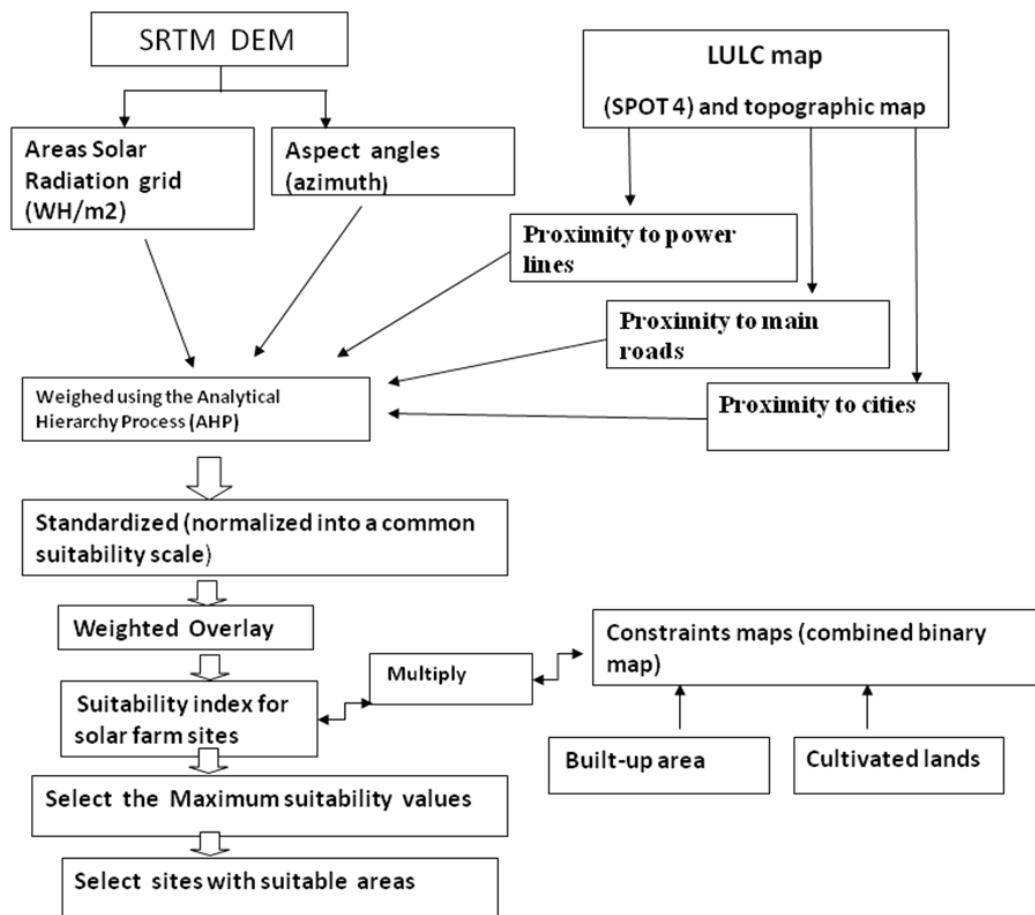 SRTM DEM
LULC map
(SPOT 4) and topographic map
Areas Solar
Radiation grid
(WH/m2)
Aspect angles
(azimuth)
Proximity to power
lines
Proximity to main
roads
Proximity to cities
Weighed using the Analytical
Hierarchy Process (AHP)
Standardized (normalized into a common
suitability scale)
Weighted Overlay
Constraints maps (combined binary
map)
Multiply
Suitability index for
solar farm sites
Built-up area
Cultivated lands
Select the Maximum suitability values
Select sites with suitable areas